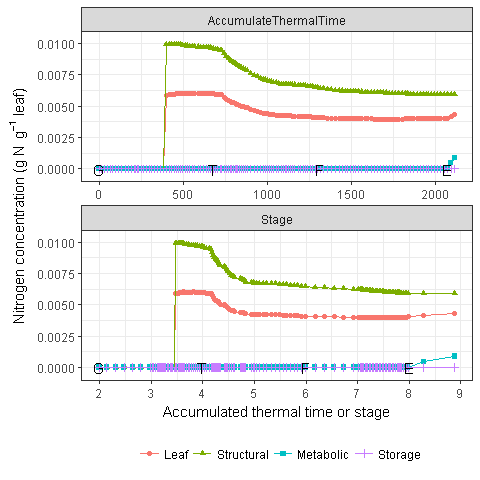 AccumulateThermalTime
0.0100
0.0075
0.0050
0.0025
0.0000
0 500 1000 1500 2000
Stage
0.0100
0.0075
0.0050
0.0025
0.0000
2 3 4 5 6 7 8 9
Nitrogen concentration (g N g⁻¹ leaf)
Accumulated thermal time or stage
Leaf Structural Metabolic Storage